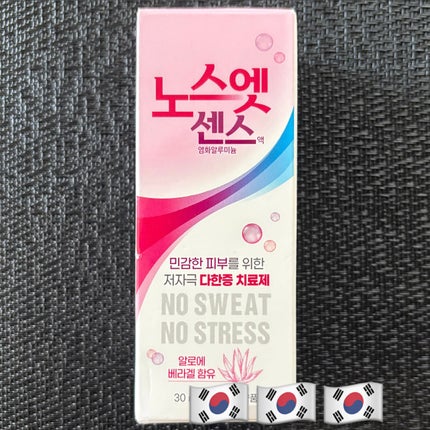 노스엣
센스액
염화알루미늄
민감한 피부를 위한
저자극 다한증 치료제
NO SWEAT
NO STRESS
알로에
베라겔 함유
30